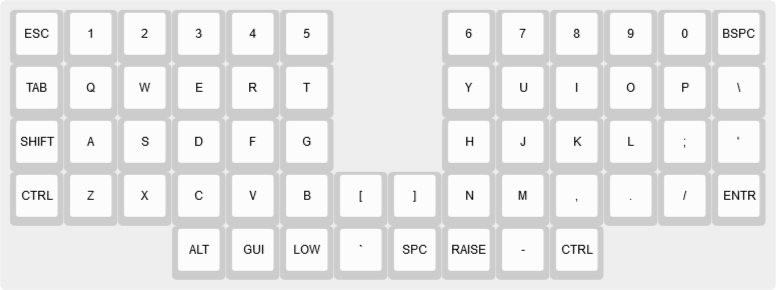 ESC 1 2 3 4 5 6 7 8 9 0 BSPC
TAB Q W E R T Y U I O P \
SHIFT A S D F G H J K L ; '
CTRL Z X C V B [ ] N M , . / ENTR
ALT GUI LOW ` SPC RAISE - CTRL